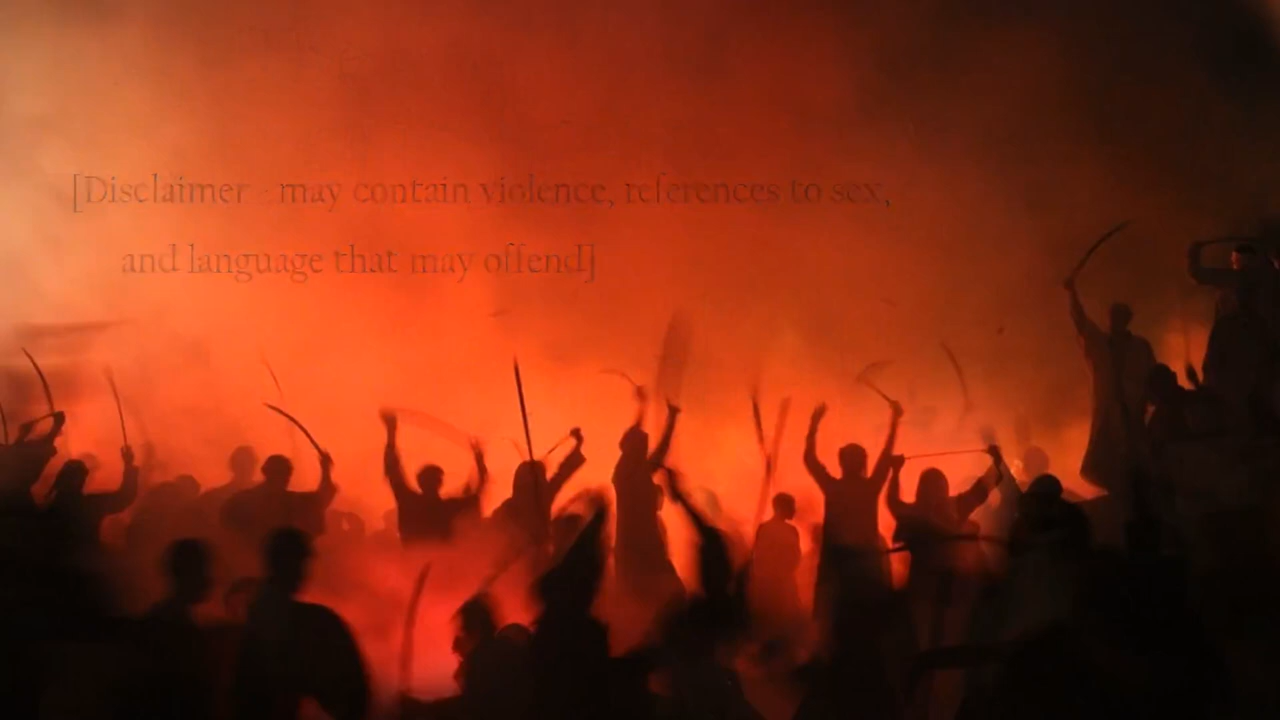 [Disclaimer - may contain violence, references to sex,
and language that may offend]